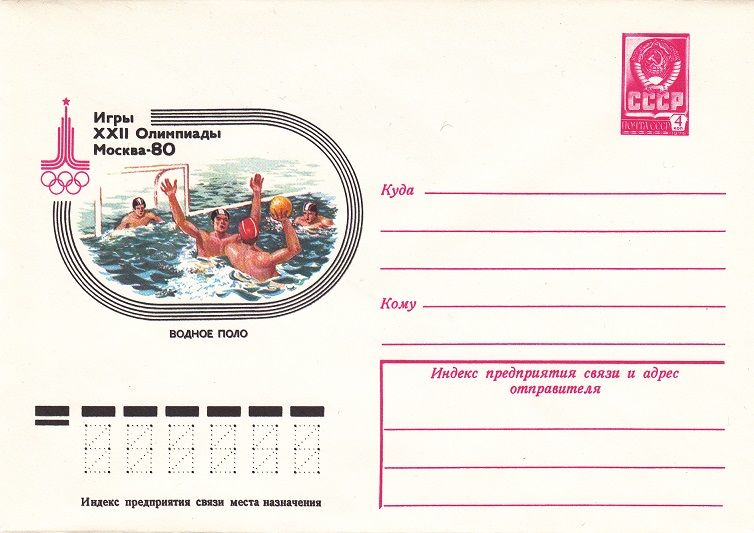 Игры
XXII Олимпиады
Москва-80
ВОДНОЕ ПОЛО
СССР
ПОЧТА СССР
4
КОП
Куда
Кому
Индекс предприятия связи и адрес
отправителя
Индекс предприятия связи места назначения